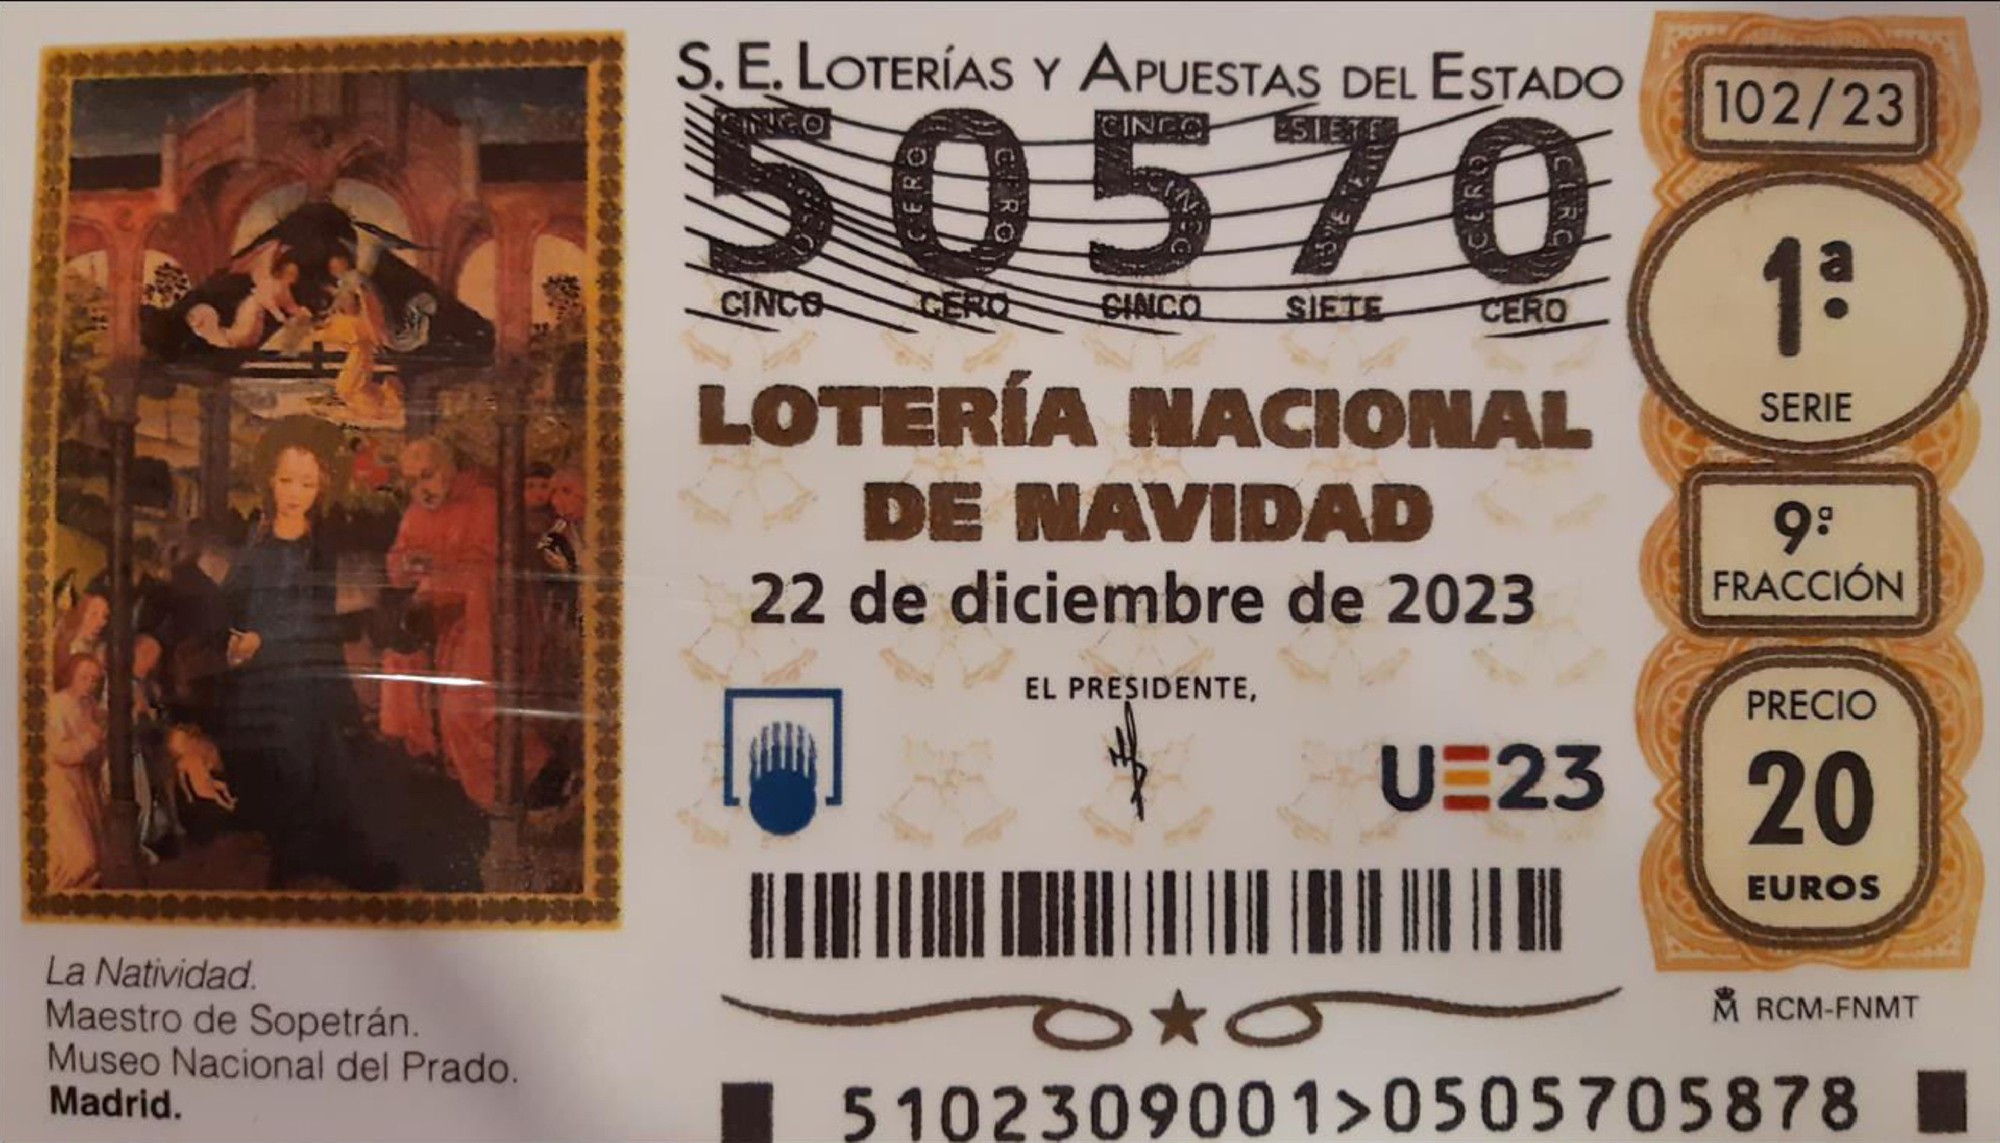 S. E. LOTERÍAS Y APUESTAS DEL ESTADO
50570
CINCO CERO CINCO SIETE CERO
LOTERÍA NACIONAL
DE NAVIDAD
22 de diciembre de 2023
EL PRESIDENTE,
UE23
5102309001>0505705878
102/23
1ª
SERIE
9ª
FRACCIÓN
PRECIO
20
EUROS
RCM-FNMT
La Natividad.
Maestro de Sopetrán.
Museo Nacional del Prado.
Madrid.